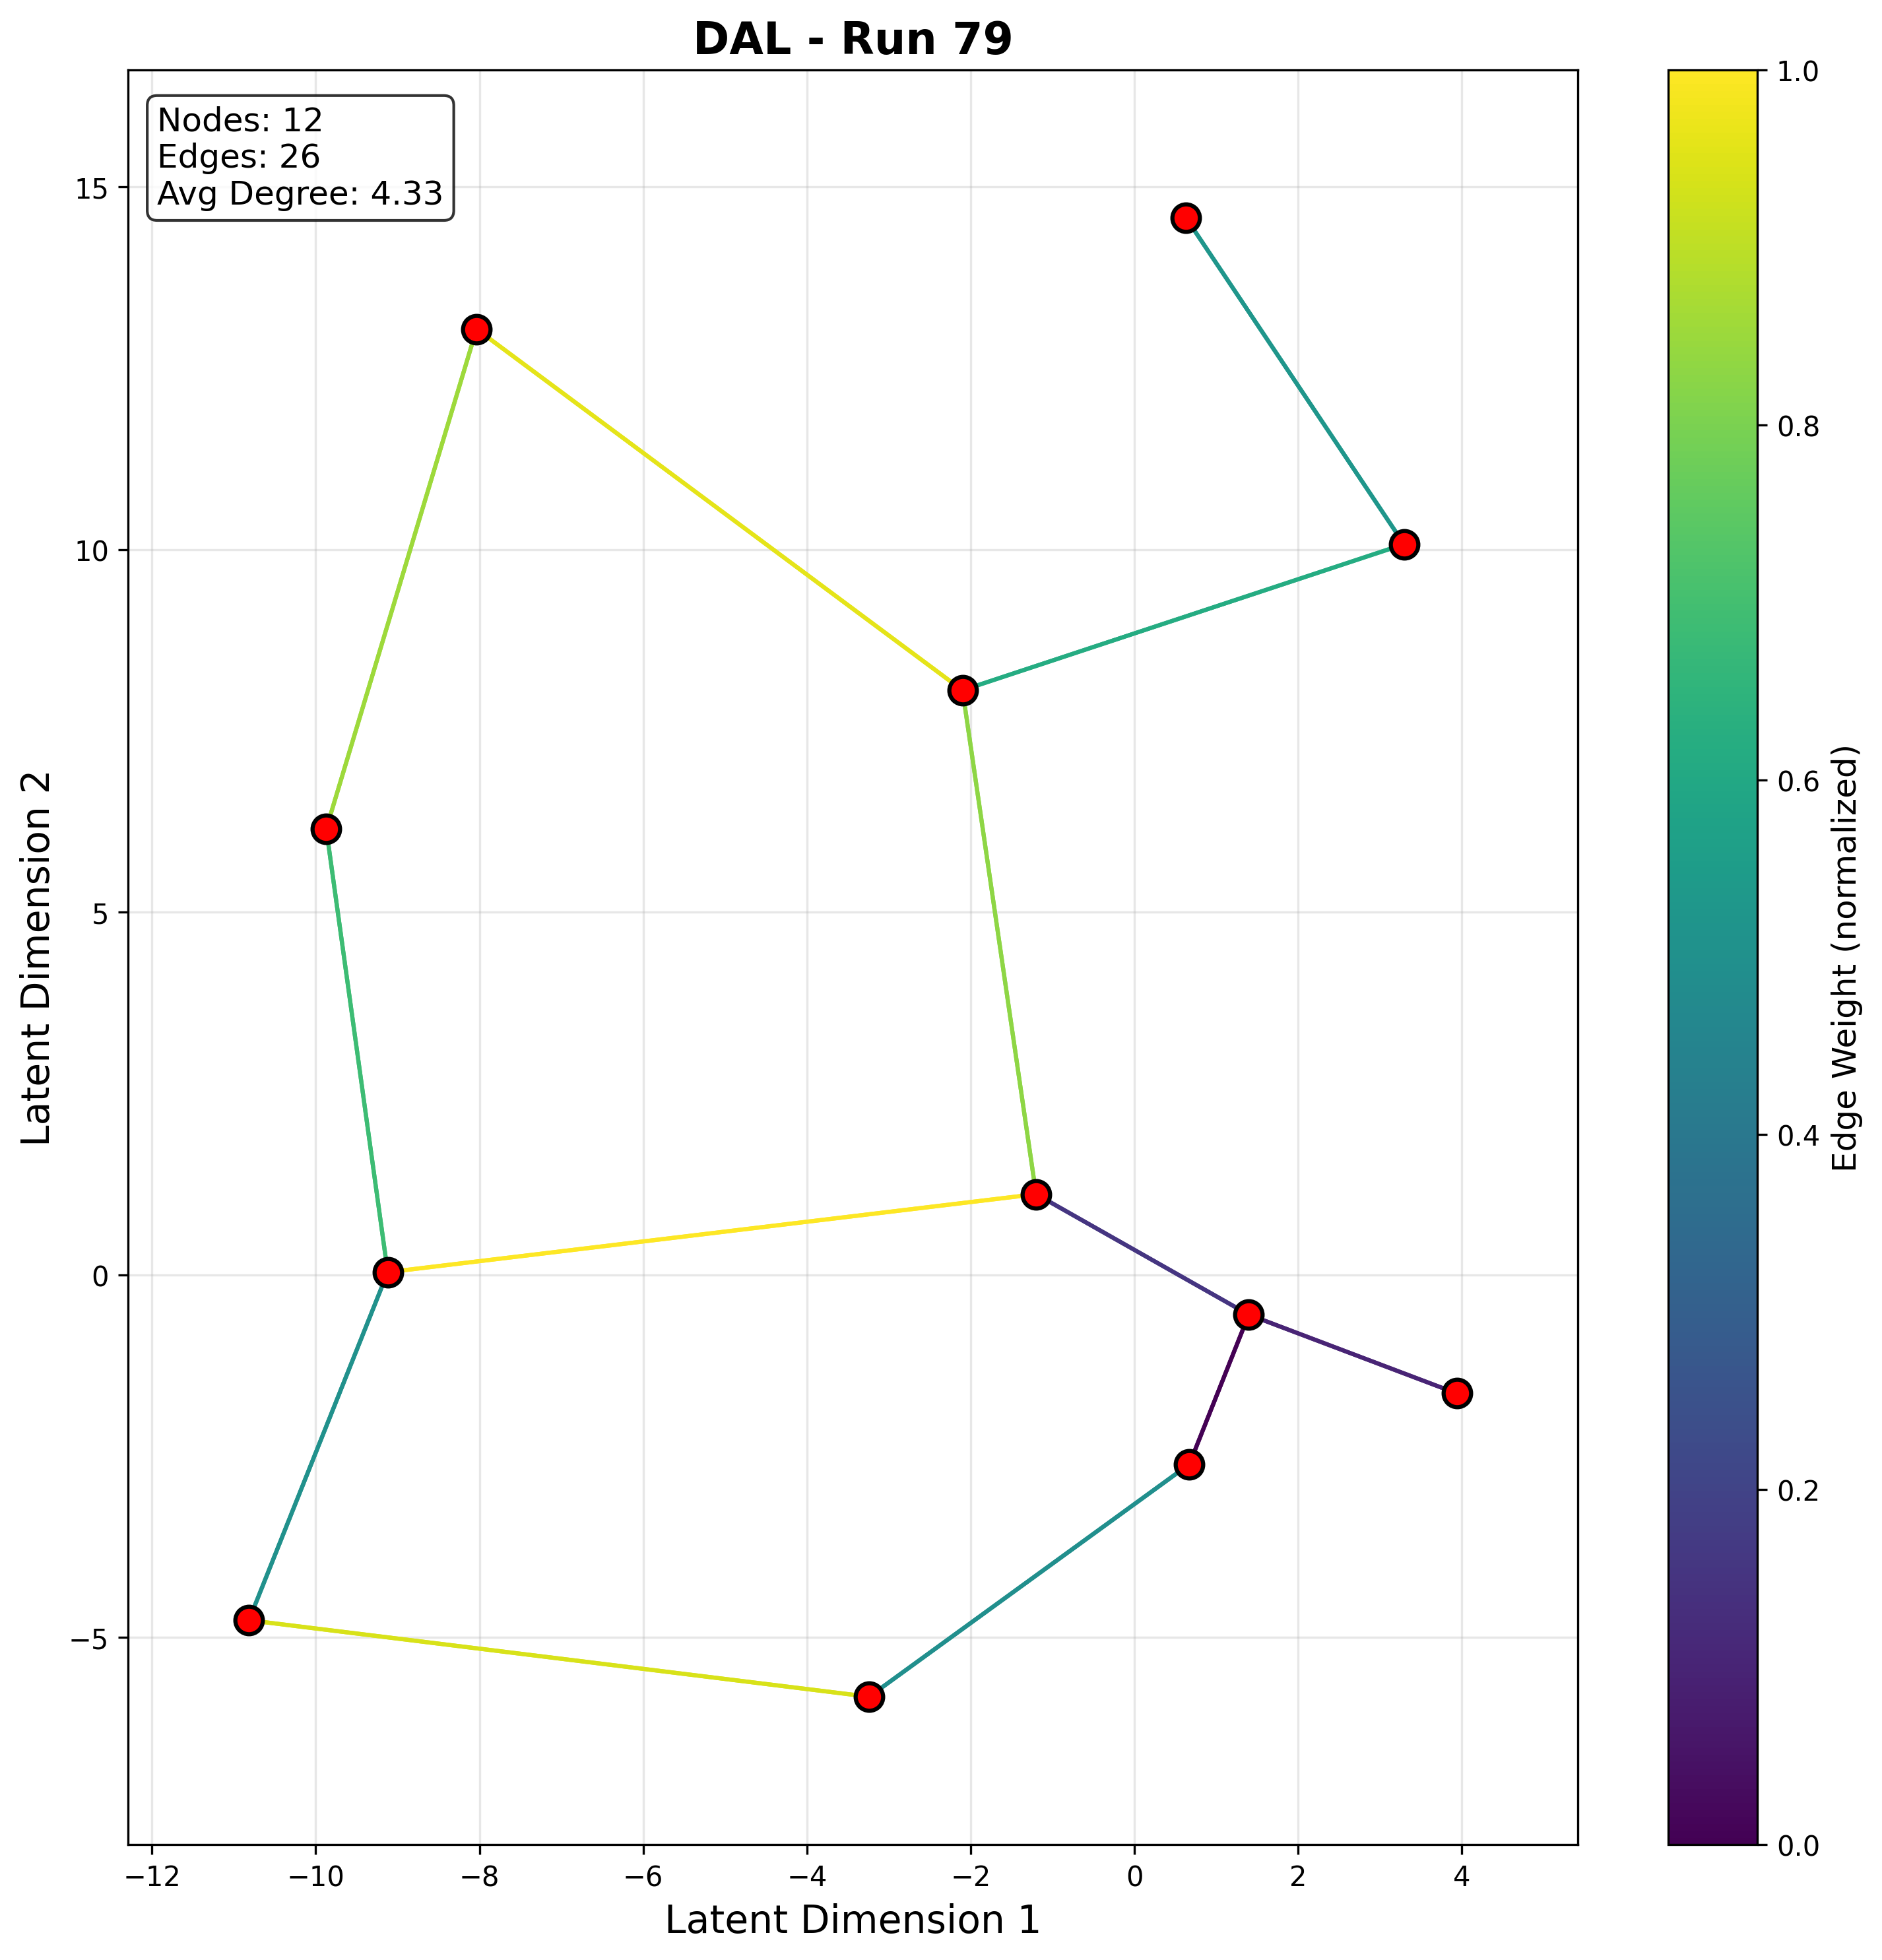 DAL - Run 79
Nodes: 12
Edges: 26
Avg Degree: 4.33
15
10
5
0
−5
Latent Dimension 2
−12
−10
−8
−6
−4
−2
0
2
4
Latent Dimension 1
1.0
0.8
0.6
0.4
0.2
0.0
Edge Weight (normalized)